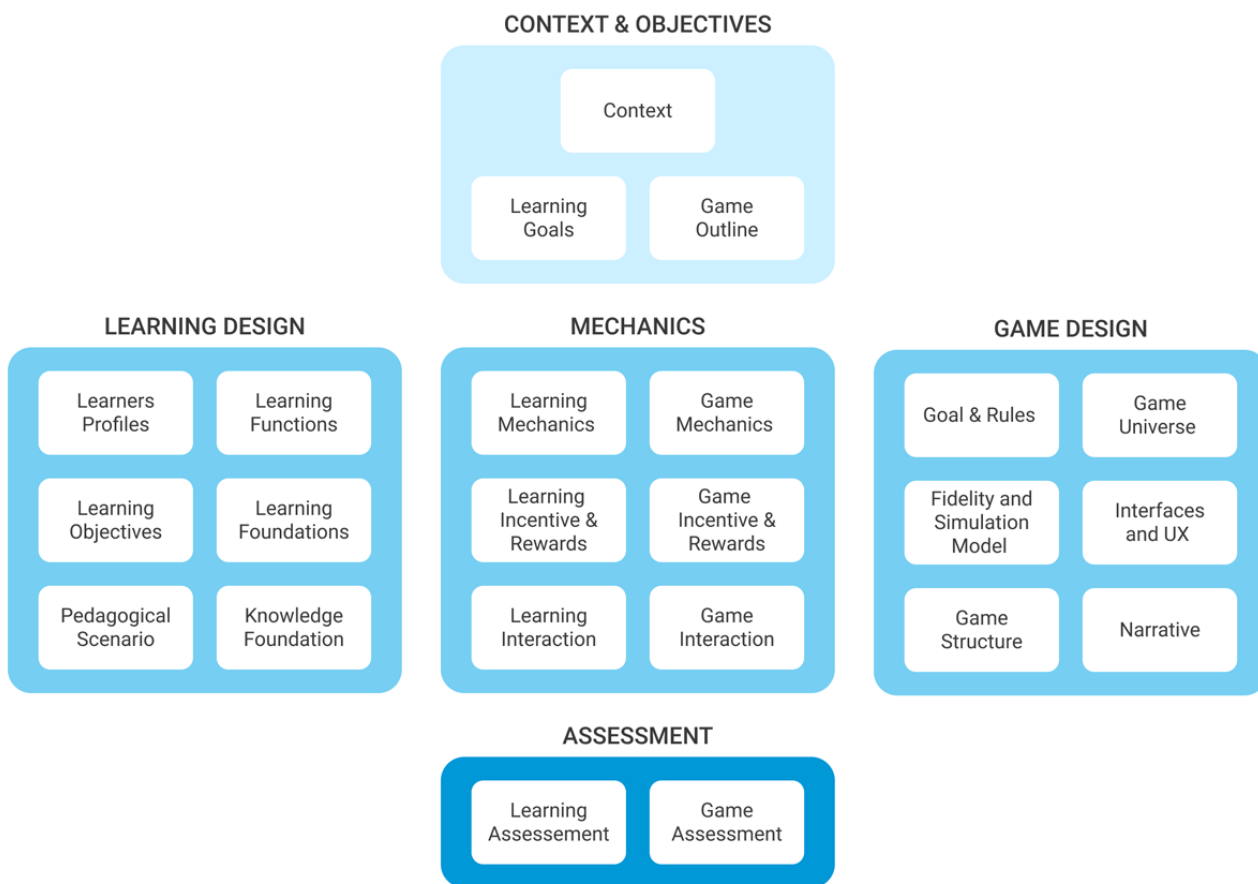 CONTEXT & OBJECTIVES
Context
Learning
Goals
Game
Outline
LEARNING DESIGN
Learners
Profiles
Learning
Functions
Learning
Objectives
Learning
Foundations
Pedagogical
Scenario
Knowledge
Foundation
MECHANICS
Learning
Mechanics
Game
Mechanics
Learning
Incentive &
Rewards
Game
Incentive &
Rewards
Learning
Interaction
Game
Interaction
GAME DESIGN
Goal & Rules
Game
Universe
Fidelity and
Simulation
Model
Interfaces
and UX
Game
Structure
Narrative
ASSESSMENT
Learning
Assessement
Game
Assessment